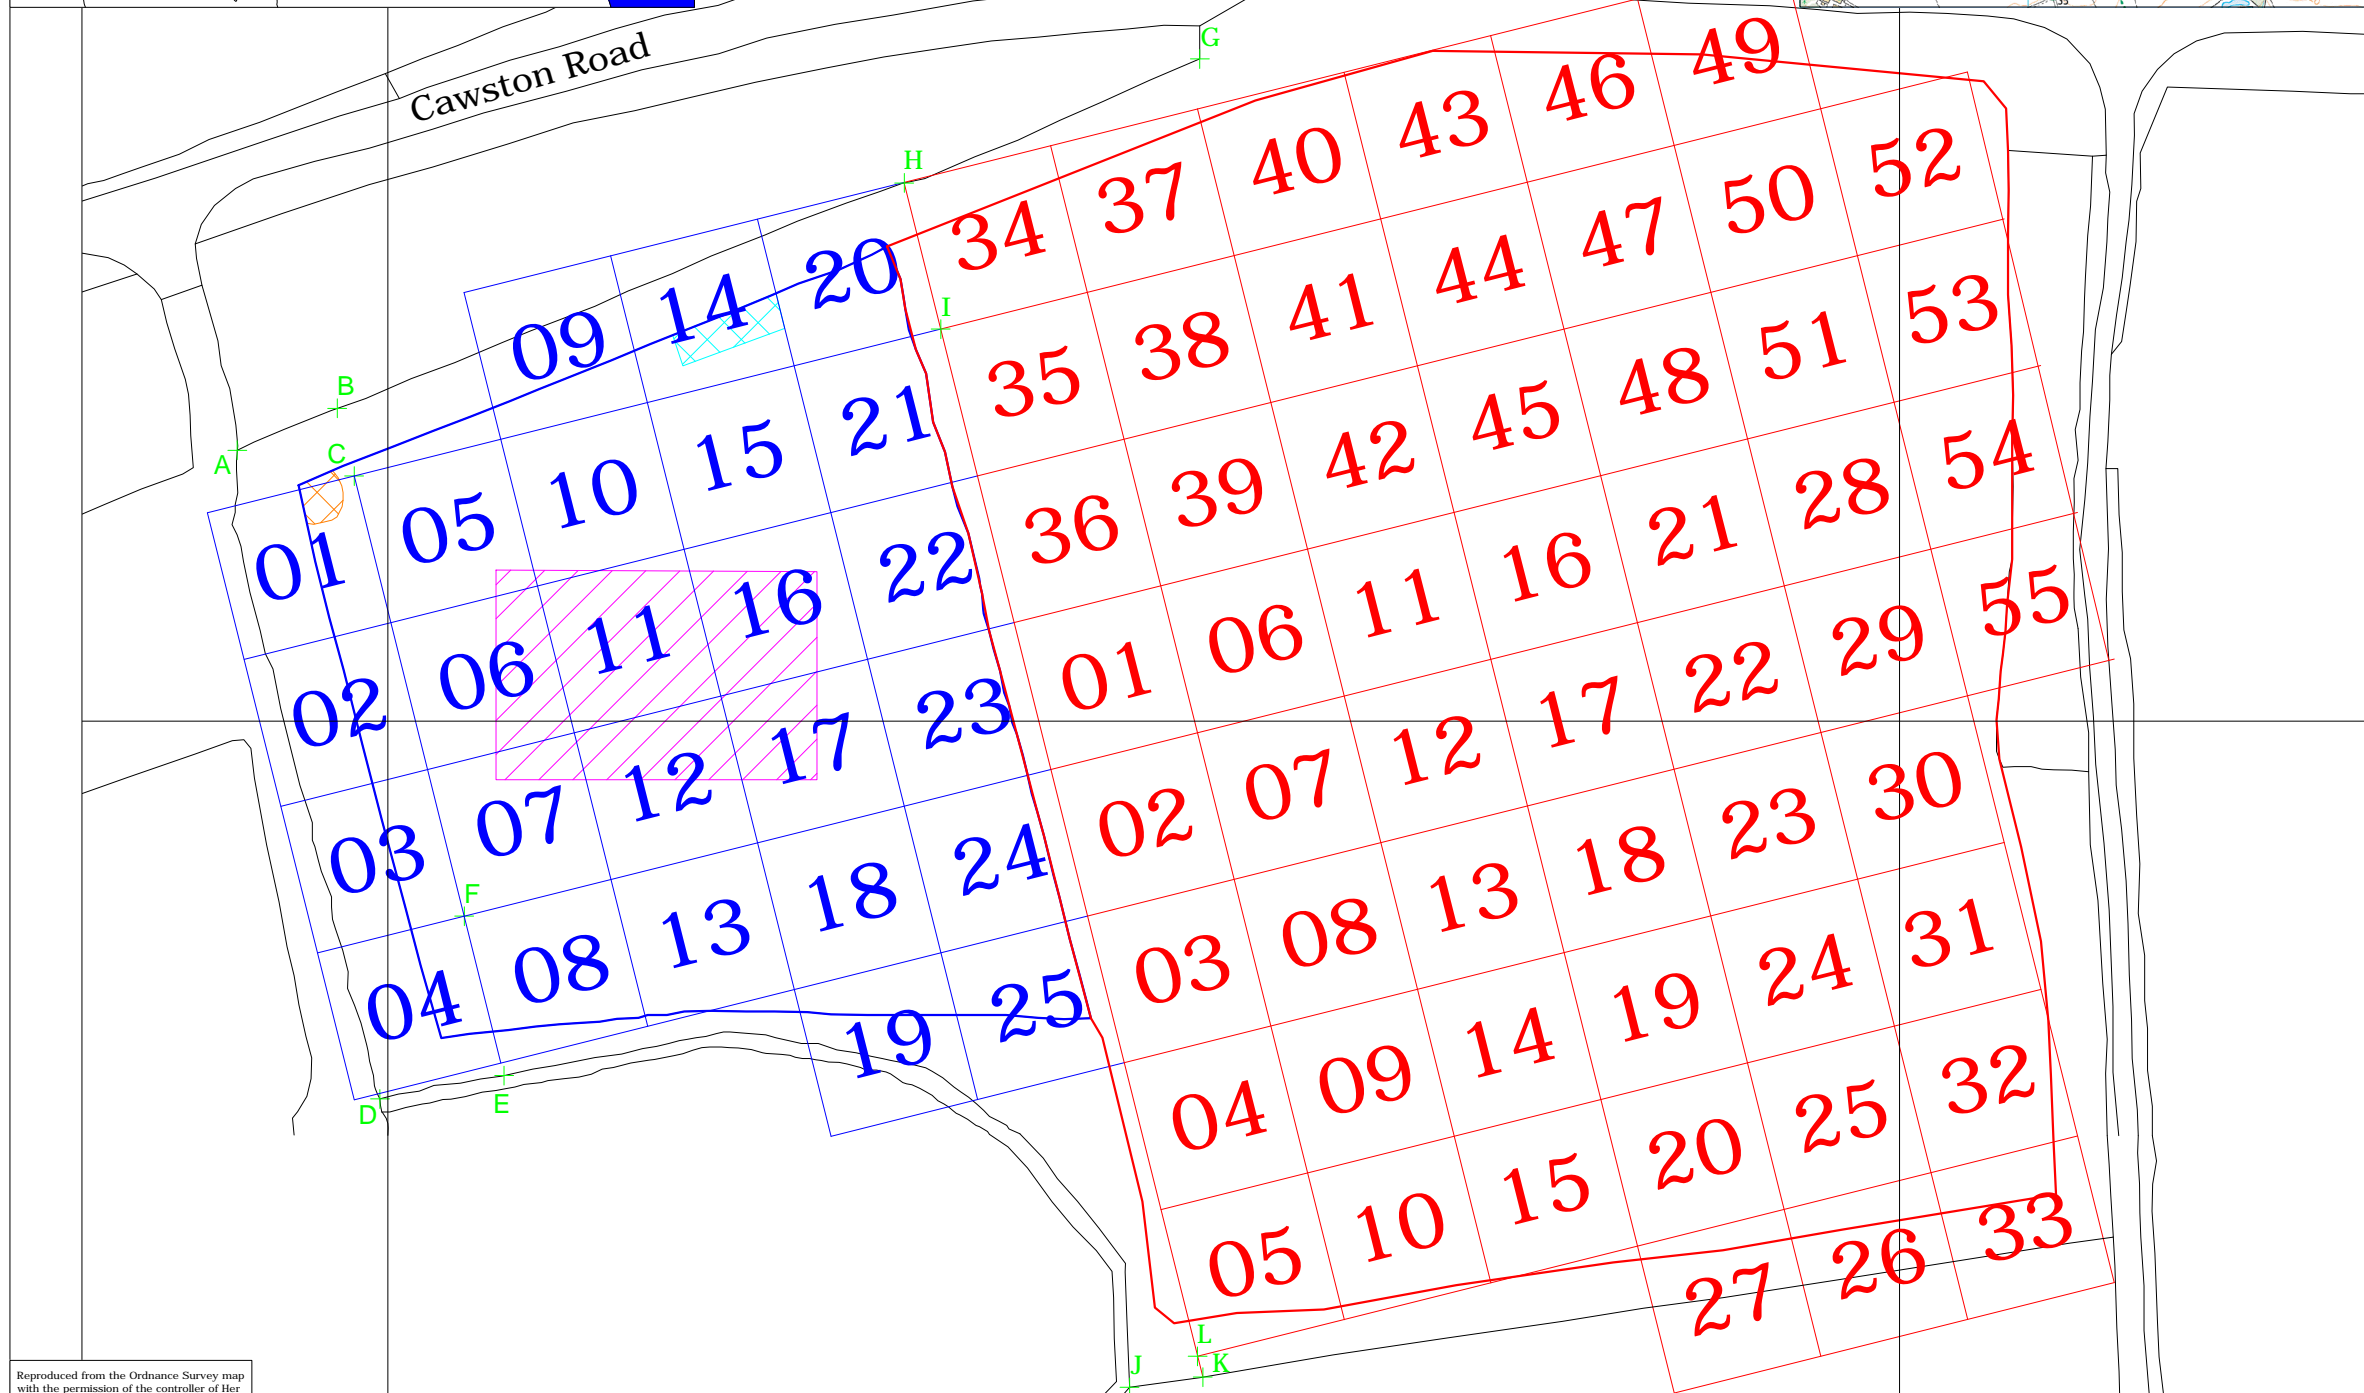 35
Cawston Road
G
H
I
B
A
C
D
E
F
J
L
K
09 14 20
01 05 10 15 21
02 06 11 16 22
03 07 12 17 23
04 08 13 18 24
19 25
34 37 40 43 46 49
35 38 41 44 47 50 52
36 39 42 45 48 51 53
01 06 11 16 21 28 54
02 07 12 17 22 29 55
03 08 13 18 23 30
04 09 14 19 24 31
05 10 15 20 25 32
27 26 33
Reproduced from the Ordnance Survey map
with the permission of the controller of Her